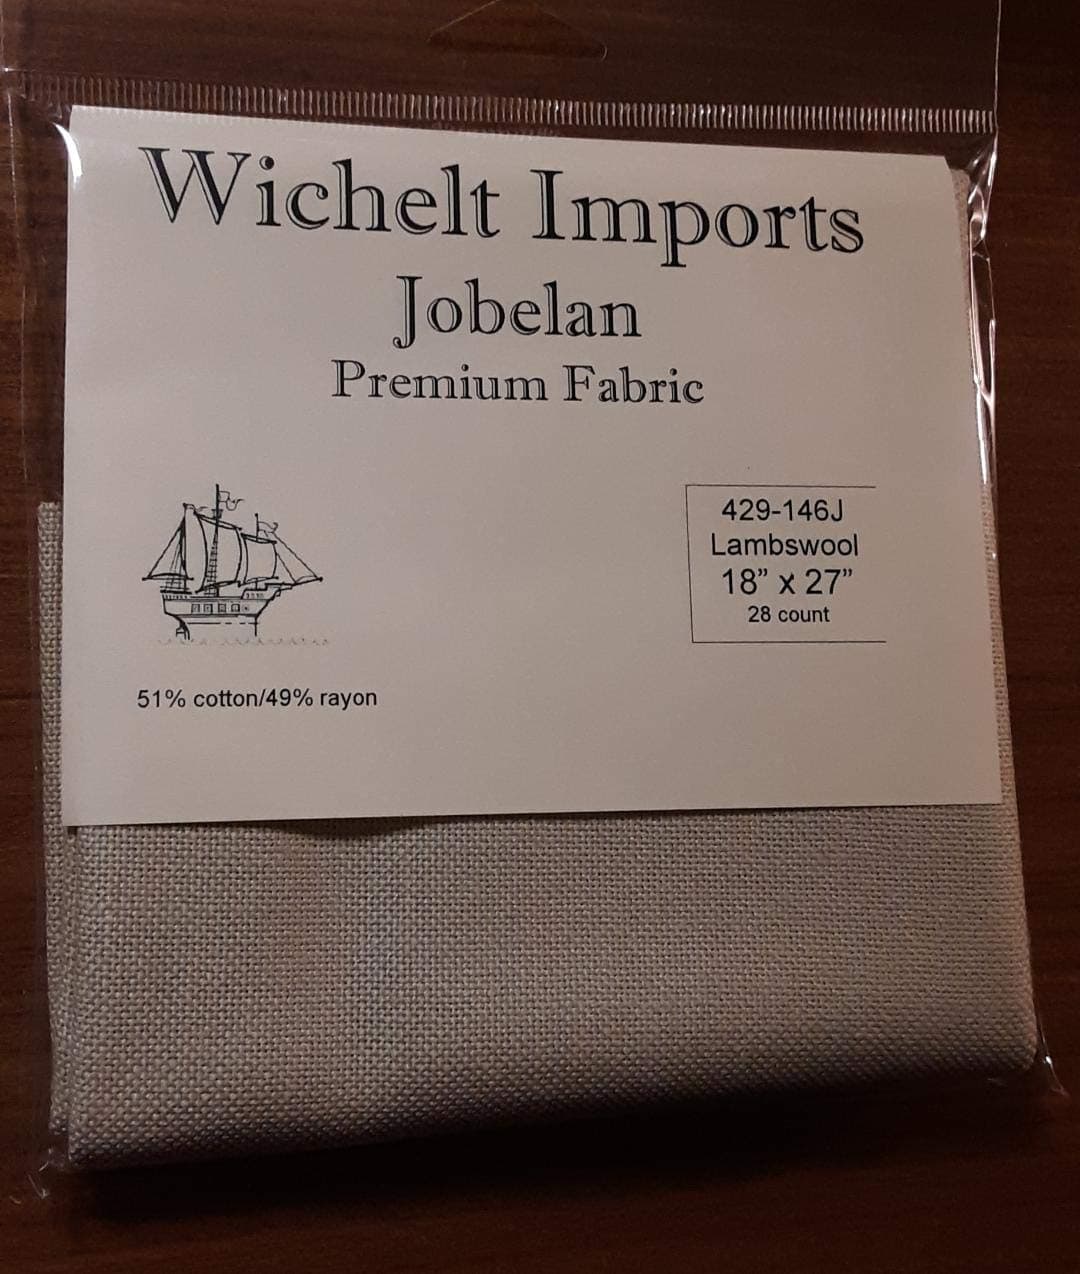 Wichelt Imports
Jobelan
Premium Fabric
429-146J
Lambswool
18” x 27”
28 count
51% cotton/49% rayon